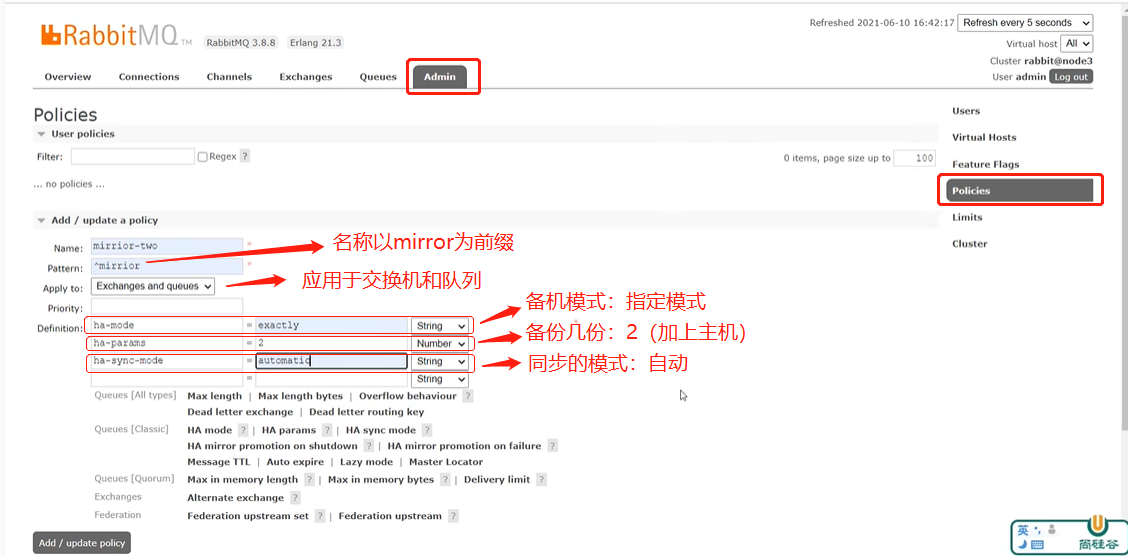 RabbitMQ TM RabbitMQ 3.8.8 Erlang 21.3
Refreshed 2021-06-10 16:42:17 Refresh every 5 seconds
Virtual host All
Cluster rabbit@node3
User admin Log out
Overview Connections Channels Exchanges Queues Admin
Policies
User policies
Filter: Regex ? 0 items, page size up to 100
... no policies ...
Add / update a policy
Name: mirrior-two *
名称以mirror为前缀
Pattern: ^mirrior *
Apply to: Exchanges and queues
应用于交换机和队列
Priority:
Definition: ha-mode = exactly String
备机模式：指定模式
ha-params = 2 Number
备份几份：2（加上主机）
ha-sync-mode = automatic String
同步的模式：自动
= String
Queues [All types] Max length | Max length bytes | Overflow behaviour ?
Dead letter exchange | Dead letter routing key
Queues [Classic] HA mode ? | HA params ? | HA sync mode ?
HA mirror promotion on shutdown ? | HA mirror promotion on failure ?
Message TTL | Auto expire | Lazy mode | Master Locator
Queues [Quorum] Max in memory length ? | Max in memory bytes ? | Delivery limit ?
Exchanges Alternate exchange ?
Federation Federation upstream set ? | Federation upstream ?
Add / update policy
Users
Virtual Hosts
Feature Flags
Policies
Limits
Cluster
英
尚硅谷